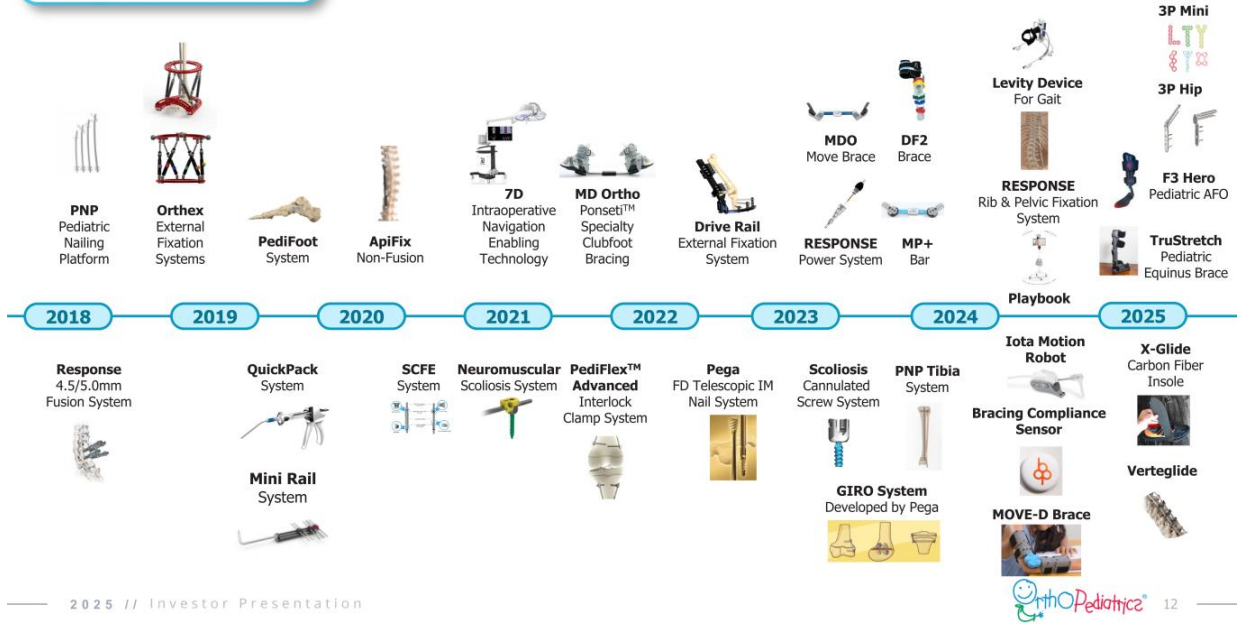 3P Mini
LTY
Levity Device
For Gait
3P Hip
MDO
Move Brace
DF2
Brace
PNP
Pediatric
Nailing
Platform
Orthex
External
Fixation
Systems
PediFoot
System
ApiFix
Non-Fusion
7D
Intraoperative
Navigation
Enabling
Technology
MD Ortho
Ponseti™
Specialty
Clubfoot
Bracing
Drive Rail
External Fixation
System
RESPONSE
Power System
MP+
Bar
RESPONSE
Rib & Pelvic Fixation
System
F3 Hero
Pediatric AFO
TruStretch
Pediatric
Equinus Brace
Playbook
2018
2019
2020
2021
2022
2023
2024
2025
Response
4.5/5.0mm
Fusion System
QuickPack
System
Mini Rail
System
SCFE
System
Neuromuscular
Scoliosis System
PediFlex™
Advanced
Interlock
Clamp System
Pega
FD Telescopic IM
Nail System
Scoliosis
Cannulated
Screw System
PNP Tibia
System
GIRO System
Developed by Pega
Iota Motion
Robot
Bracing Compliance
Sensor
MOVE-D Brace
X-Glide
Carbon Fiber
Insole
Verteglide
2025 // Investor Presentation
OrthoPediatrics®
12